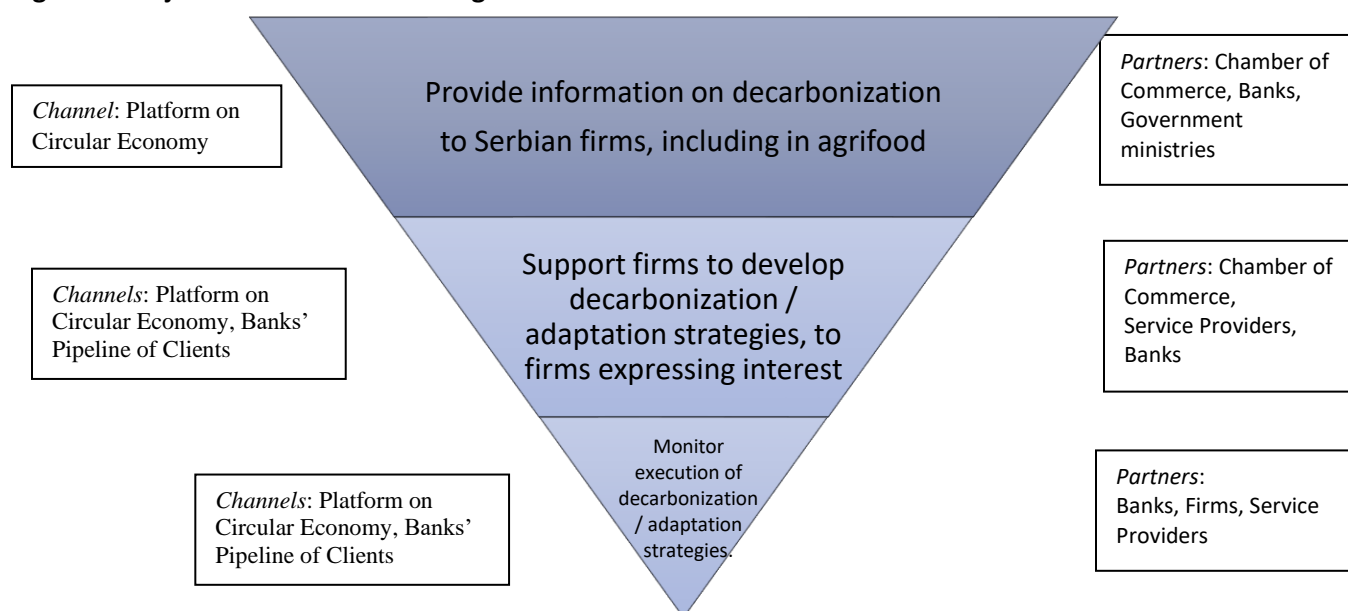 Provide information on decarbonization
to Serbian firms, including in agrifood
Channel: Platform on
Circular Economy
Partners: Chamber of
Commerce, Banks,
Government
ministries
Support firms to develop
decarbonization /
adaptation strategies, to
firms expressing interest
Channels: Platform on
Circular Economy, Banks’
Pipeline of Clients
Partners: Chamber of
Commerce,
Service Providers,
Banks
Monitor
execution of
decarbonization
/ adaptation
strategies.
Channels: Platform on
Circular Economy, Banks’
Pipeline of Clients
Partners:
Banks, Firms, Service
Providers